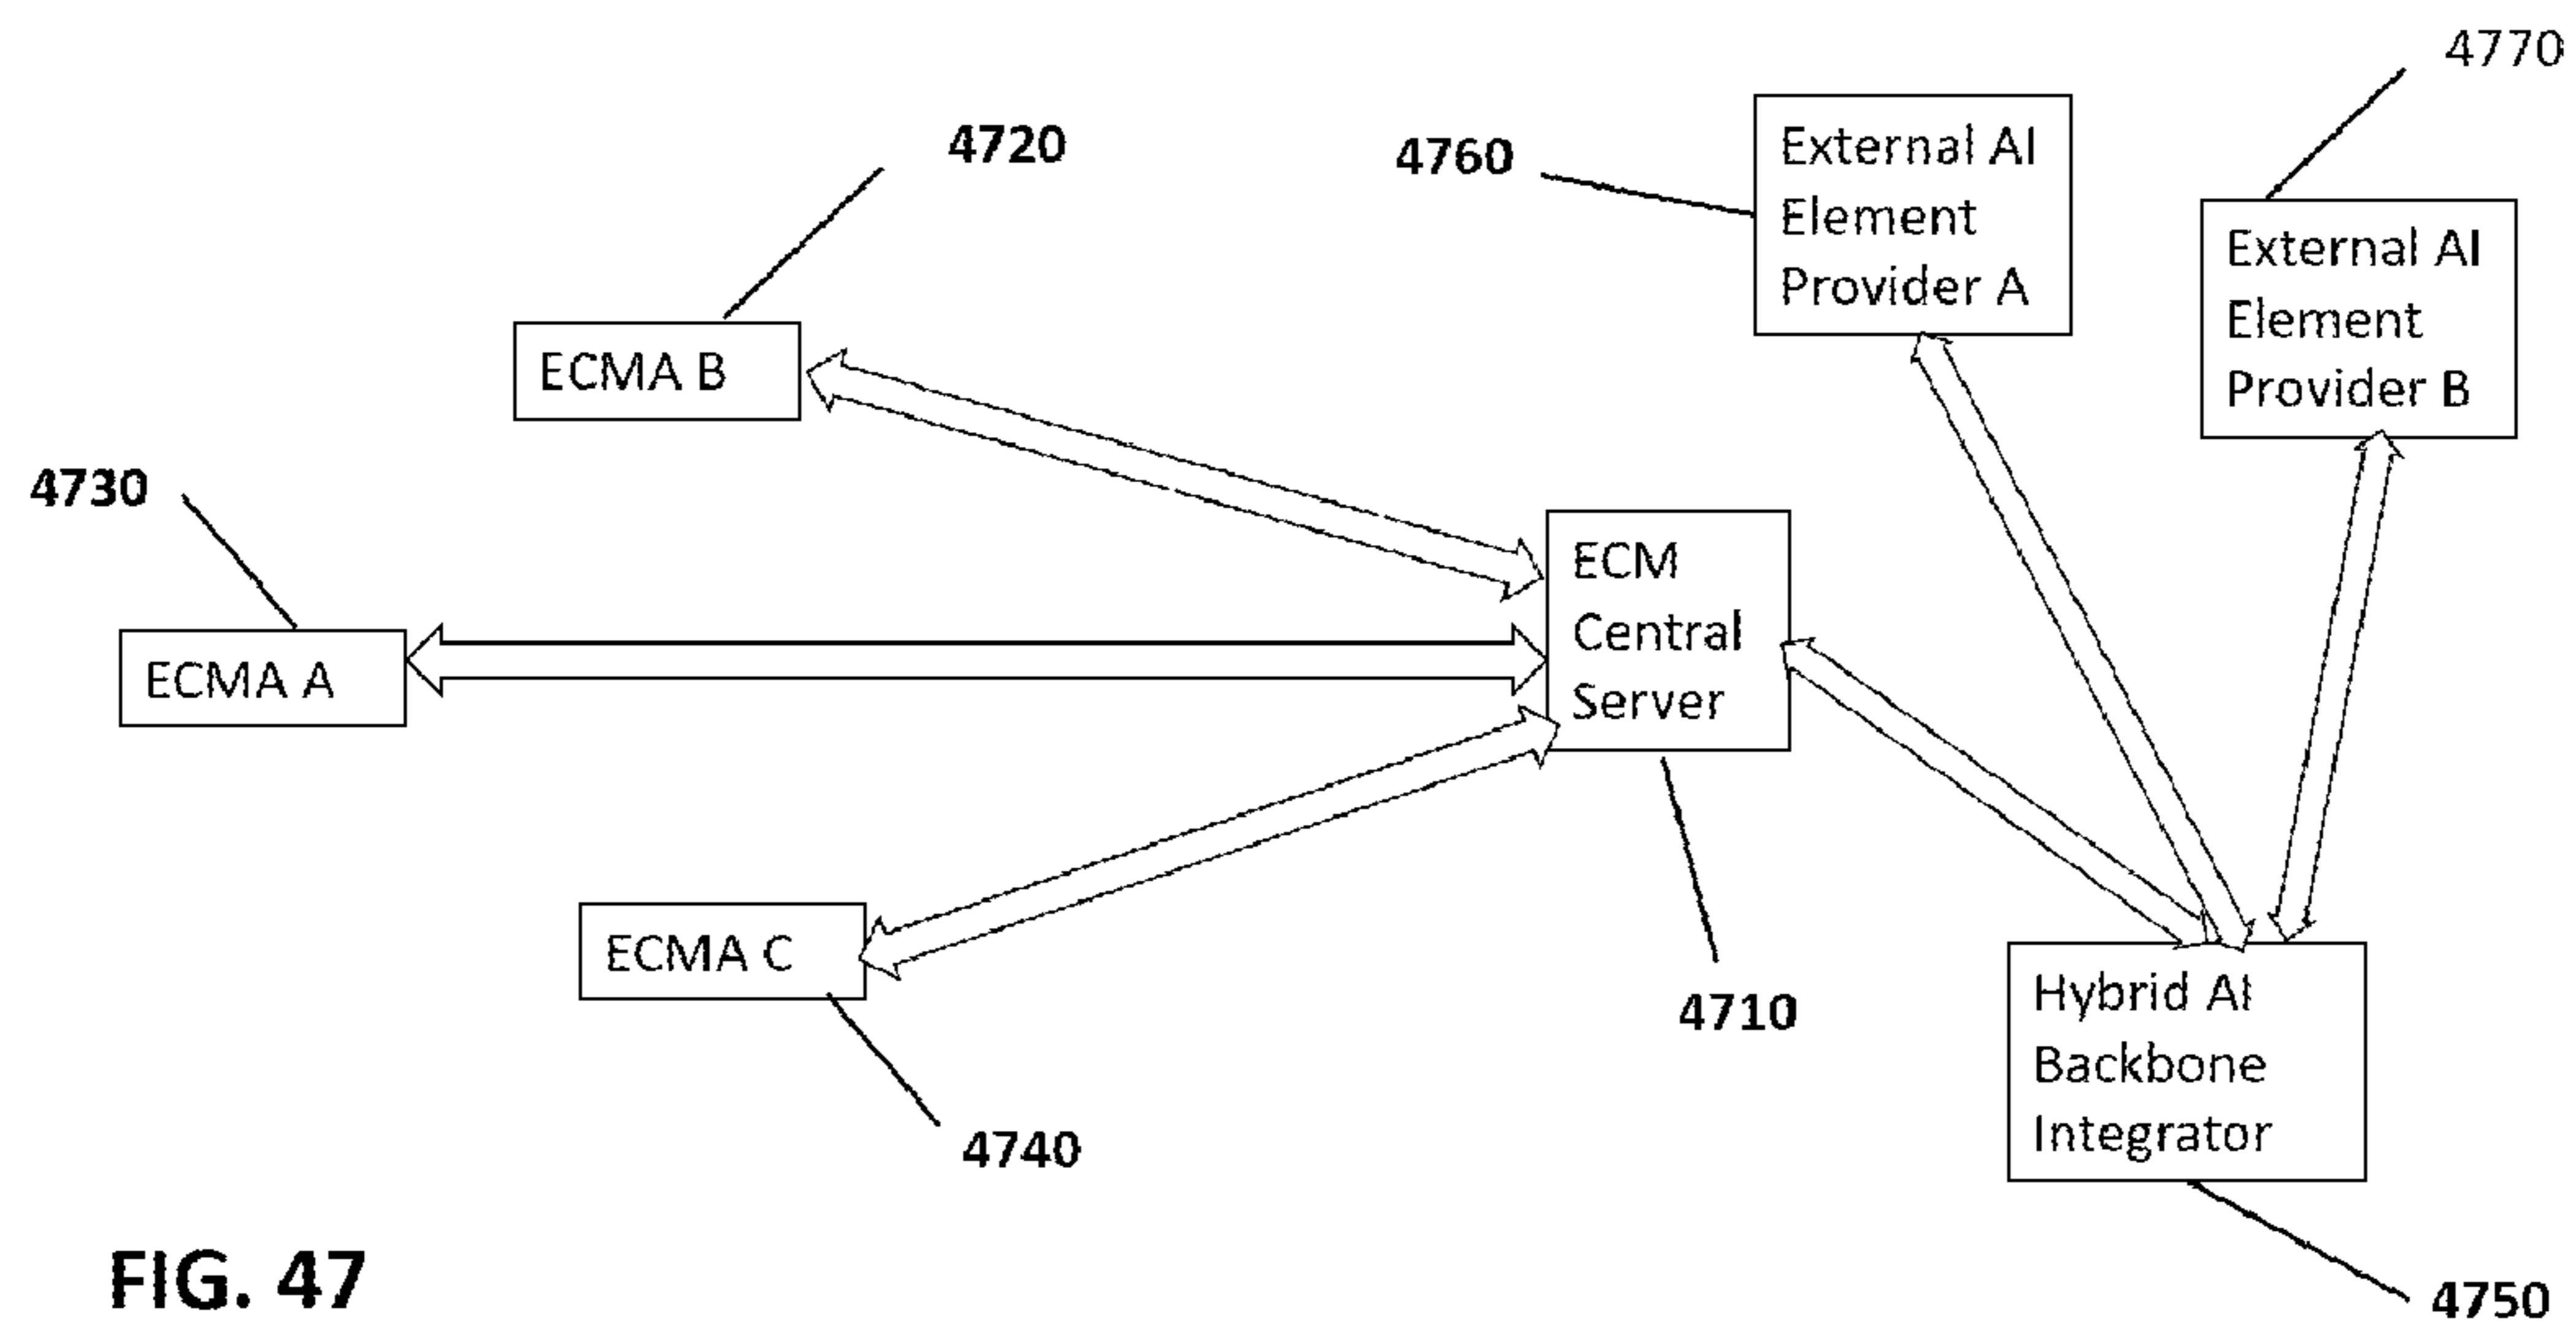 4770
4720
4760
External AI
Element
Provider A
External AI
Element
Provider B
ECMA B
4730
ECM
Central
Server
ECMA A
ECMA C
4710
Hybrid AI
Backbone
Integrator
4740
FIG. 47
4750